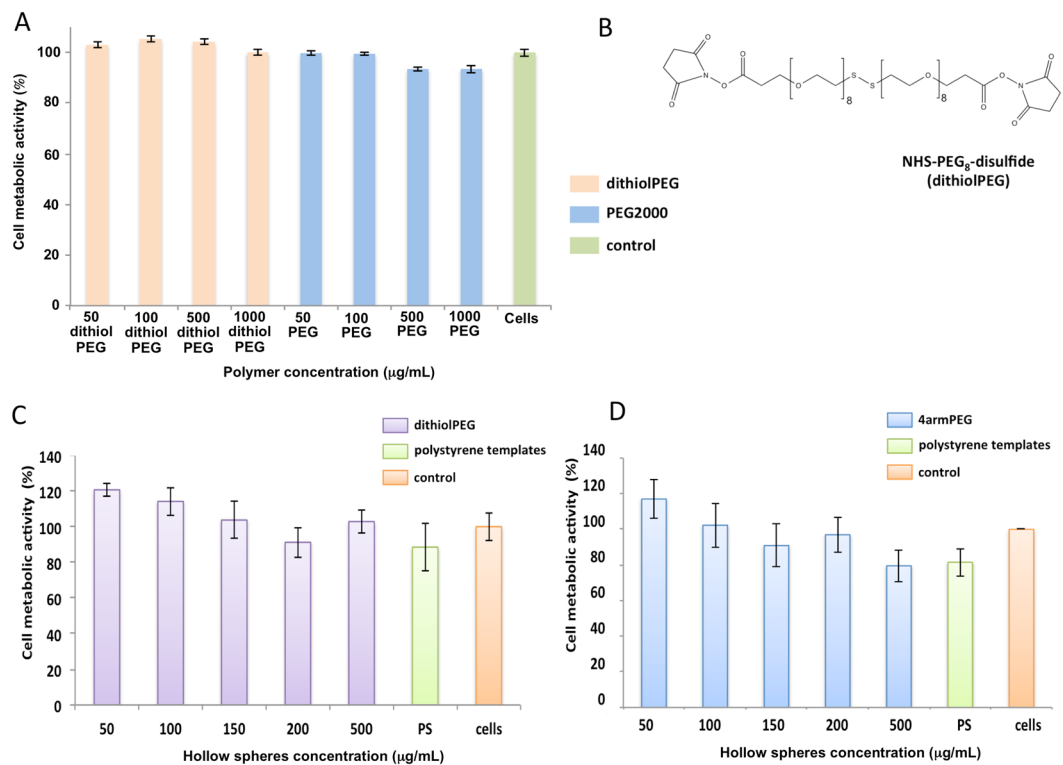 A
Cell metabolic activity (%)
100
80
60
40
20
0
50 dithiol PEG
100 dithiol PEG
500 dithiol PEG
1000 dithiol PEG
50 PEG
100 PEG
500 PEG
1000 PEG
Cells
Polymer concentration (µg/mL)
dithiolPEG
PEG2000
control
B
O
O
N
O
O
O
8
S
S
O
8
O
O
N
O
O
NHS-PEG₈-disulfide
(dithiolPEG)
C
dithiolPEG
polystyrene templates
control
Cell metabolic activity (%)
140
120
100
80
60
40
20
0
50 100 150 200 500 PS cells
Hollow spheres concentration (µg/mL)
D
4armPEG
polystyrene templates
control
Cell metabolic activity (%)
140
120
100
80
60
40
20
0
50 100 150 200 500 PS cells
Hollow spheres concentration (µg/mL)